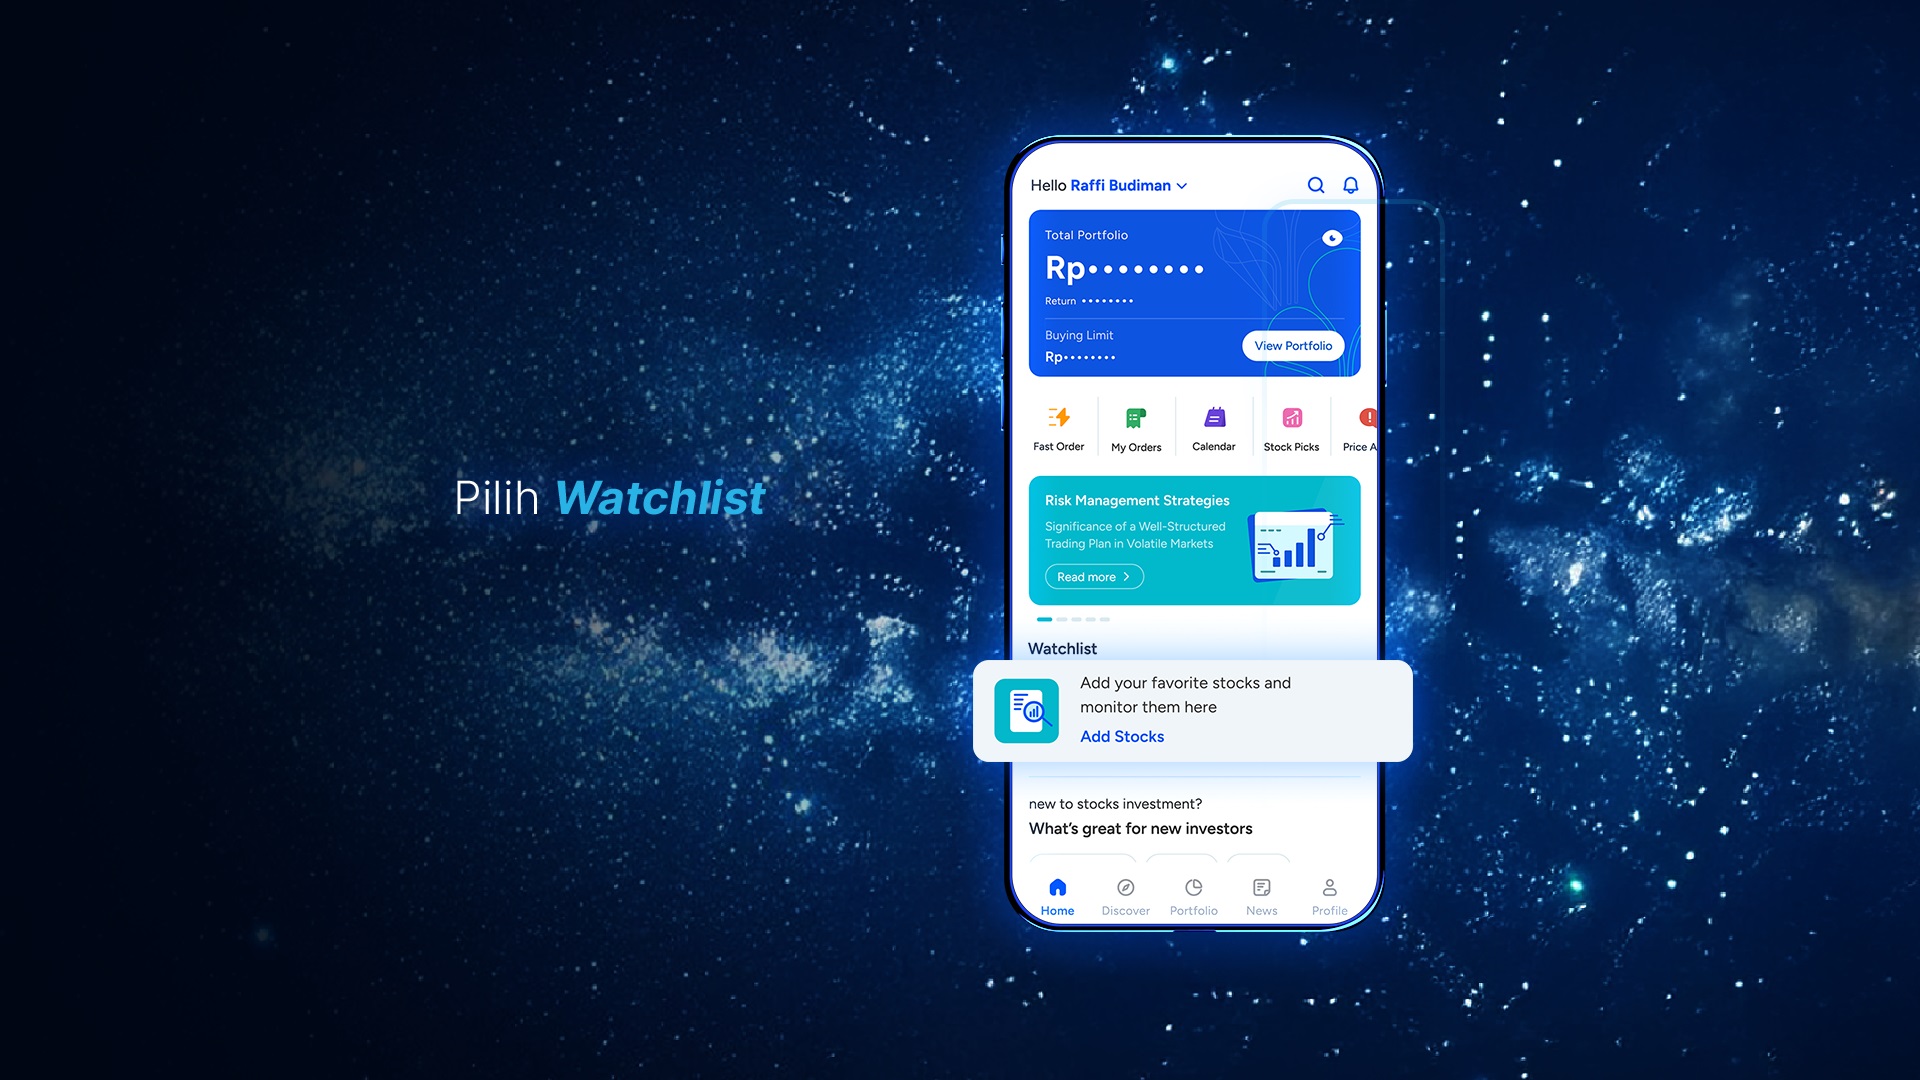 Pilih Watchlist
Hello Raffi Budiman
Total Portfolio
Rp••••••••
Return ••••••••
Buying Limit
Rp••••••••
View Portfolio
Fast Order
My Orders
Calendar
Stock Picks
Price A
Risk Management Strategies
Significance of a Well-Structured
Trading Plan in Volatile Markets
Read more
Watchlist
Add your favorite stocks and
monitor them here
Add Stocks
new to stocks investment?
What's great for new investors
Home
Discover
Portfolio
News
Profile